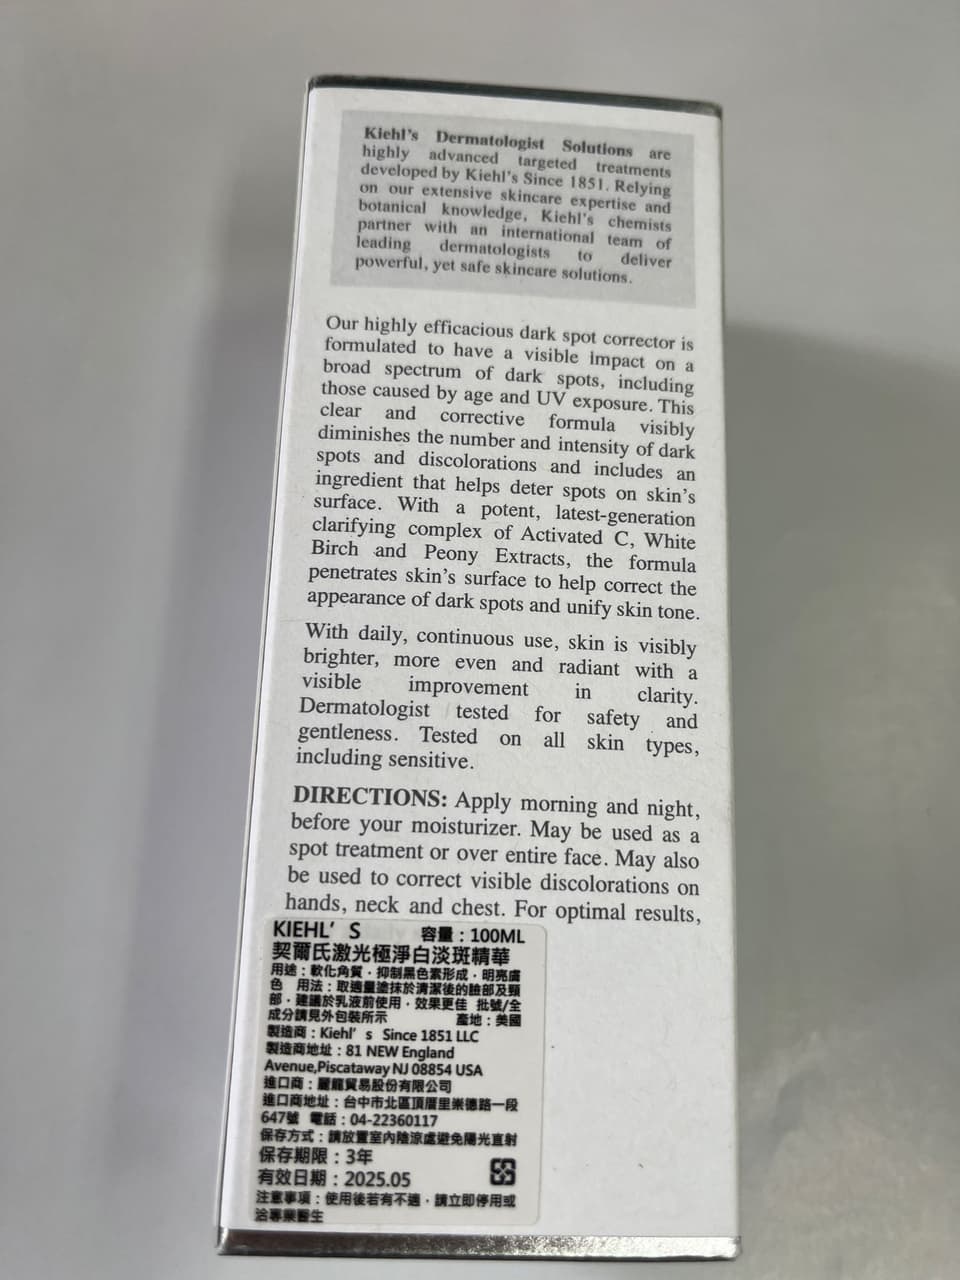 Kiehl's Dermatologist Solutions are
highly advanced targeted treatments
developed by Kiehl's Since 1851. Relying
on our extensive skincare expertise and
botanical knowledge, Kiehl's chemists
partner with an international team of
leading dermatologists to deliver
powerful, yet safe skincare solutions.
Our highly efficacious dark spot corrector is
formulated to have a visible impact on a
broad spectrum of dark spots, including
those caused by age and UV exposure. This
clear and corrective formula visibly
diminishes the number and intensity of dark
spots and discolorations and includes an
ingredient that helps deter spots on skin's
surface. With a potent, latest-generation
clarifying complex of Activated C, White
Birch and Peony Extracts, the formula
penetrates skin's surface to help correct the
appearance of dark spots and unify skin tone.
With daily, continuous use, skin is visibly
brighter, more even and radiant with a
visible improvement in clarity.
Dermatologist tested for safety and
gentleness. Tested on all skin types,
including sensitive.
DIRECTIONS: Apply morning and night,
before your moisturizer. May be used as a
spot treatment or over entire face. May also
be used to correct visible discolorations on
hands, neck and chest. For optimal results,
KIEHL' S 容量：100ML
契爾氏激光極淨白淡斑精華
用途：軟化角質．抑制黑色素形成．明亮膚
色 用法：取適量塗抹於清潔後的臉部及頸
部．建議於乳液前使用．效果更佳 批號/全
成分請見外包裝所示 產地：美國
製造商：Kiehl' s Since 1851 LLC
製造商地址：81 NEW England
Avenue,Piscataway NJ 08854 USA
進口商：麗龍貿易股份有限公司
進口商地址：台中市北區頂厝里崇德路一段
647號 電話：04-22360117
保存方式：請放置室內陰涼處避免陽光直射
保存期限：3年
有效日期：2025.05
注意事項：使用後若有不適．請立即停用或
洽專業醫生